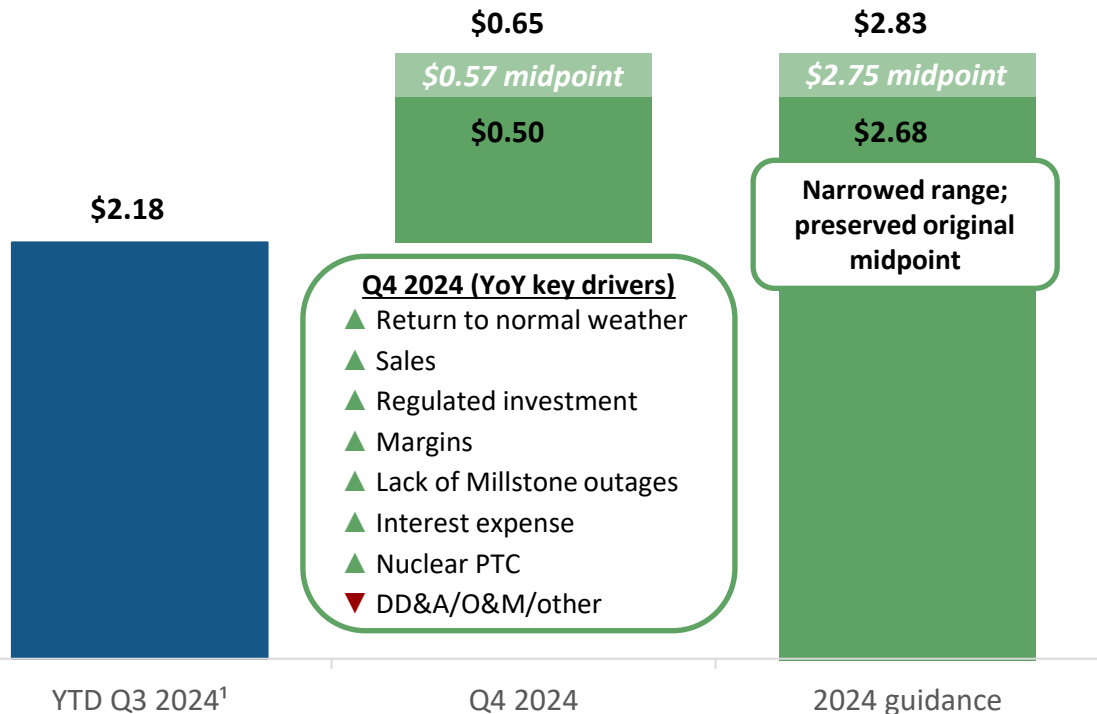 $0.65
$2.83
$0.57 midpoint
$2.75 midpoint
$0.50
$2.68
Narrowed range;
preserved original
midpoint
$2.18
Q4 2024 (YoY key drivers)
▲ Return to normal weather
▲ Sales
▲ Regulated investment
▲ Margins
▲ Lack of Millstone outages
▲ Interest expense
▲ Nuclear PTC
▼ DD&A/O&M/other
YTD Q3 2024¹
Q4 2024
2024 guidance